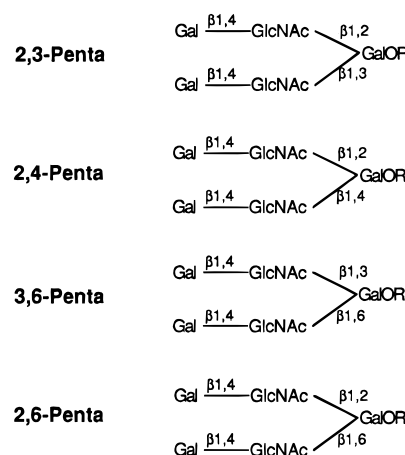 β1,4
Gal GlcNAc β1,2
2,3-Penta GalOR
β1,4 β1,3
Gal GlcNAc
β1,4
Gal GlcNAc β1,2
2,4-Penta GalOR
β1,4 β1,4
Gal GlcNAc
β1,4
Gal GlcNAc β1,3
3,6-Penta GalOR
β1,4 β1,6
Gal GlcNAc
β1,4
Gal GlcNAc β1,2
2,6-Penta GalOR
β1,4 β1,6
Gal GlcNAc